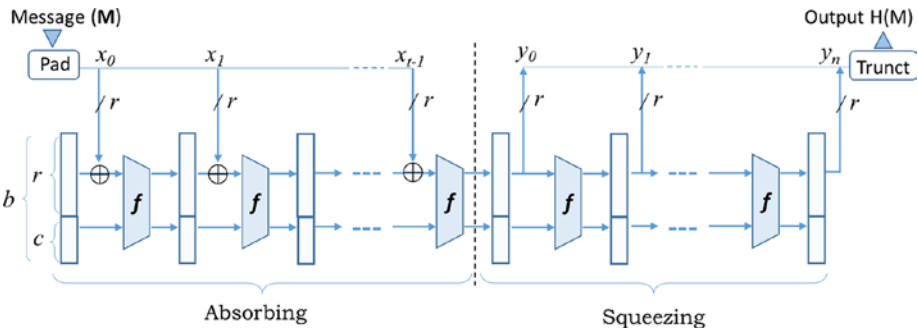 Message (M)
Output H(M)
Pad
x0
x1
xt-1
y0
y1
yn
Trunct
r
r
r
r
r
r
b
r
c
f
f
f
f
f
Absorbing
Squeezing